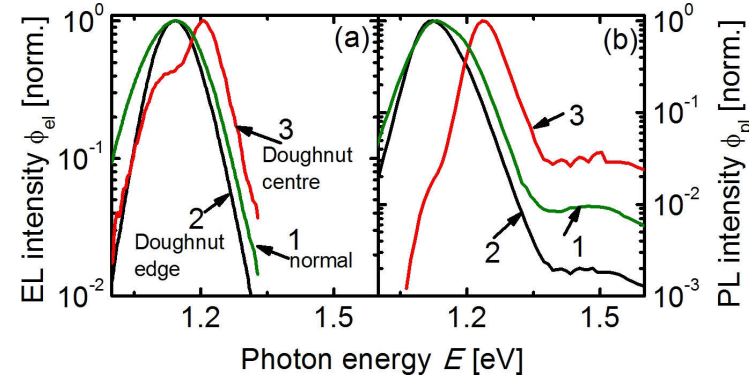 10⁰
(a)
(b)
10⁰
EL intensity ϕₑₗ [norm.]
PL intensity ϕₚₗ [norm.]
3
3
10⁻¹
10⁻¹
Doughnut
centre
10⁻²
2
1
1
2
Doughnut
edge
normal
10⁻²
10⁻³
1.2
1.5
1.2
1.5
Photon energy E [eV]